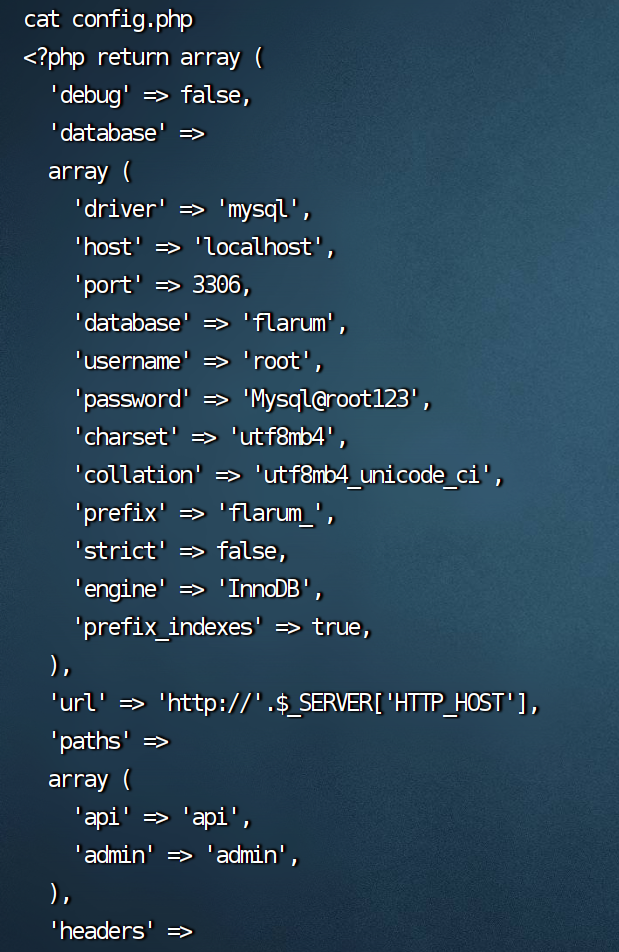 cat config.php
<?php return array (
  'debug' => false,
  'database' =>
  array (
    'driver' => 'mysql',
    'host' => 'localhost',
    'port' => 3306,
    'database' => 'flarum',
    'username' => 'root',
    'password' => 'Mysql@root123',
    'charset' => 'utf8mb4',
    'collation' => 'utf8mb4_unicode_ci',
    'prefix' => 'flarum_',
    'strict' => false,
    'engine' => 'InnoDB',
    'prefix_indexes' => true,
  ),
  'url' => 'http://'.$_SERVER['HTTP_HOST'],
  'paths' =>
  array (
    'api' => 'api',
    'admin' => 'admin',
  ),
  'headers' =>